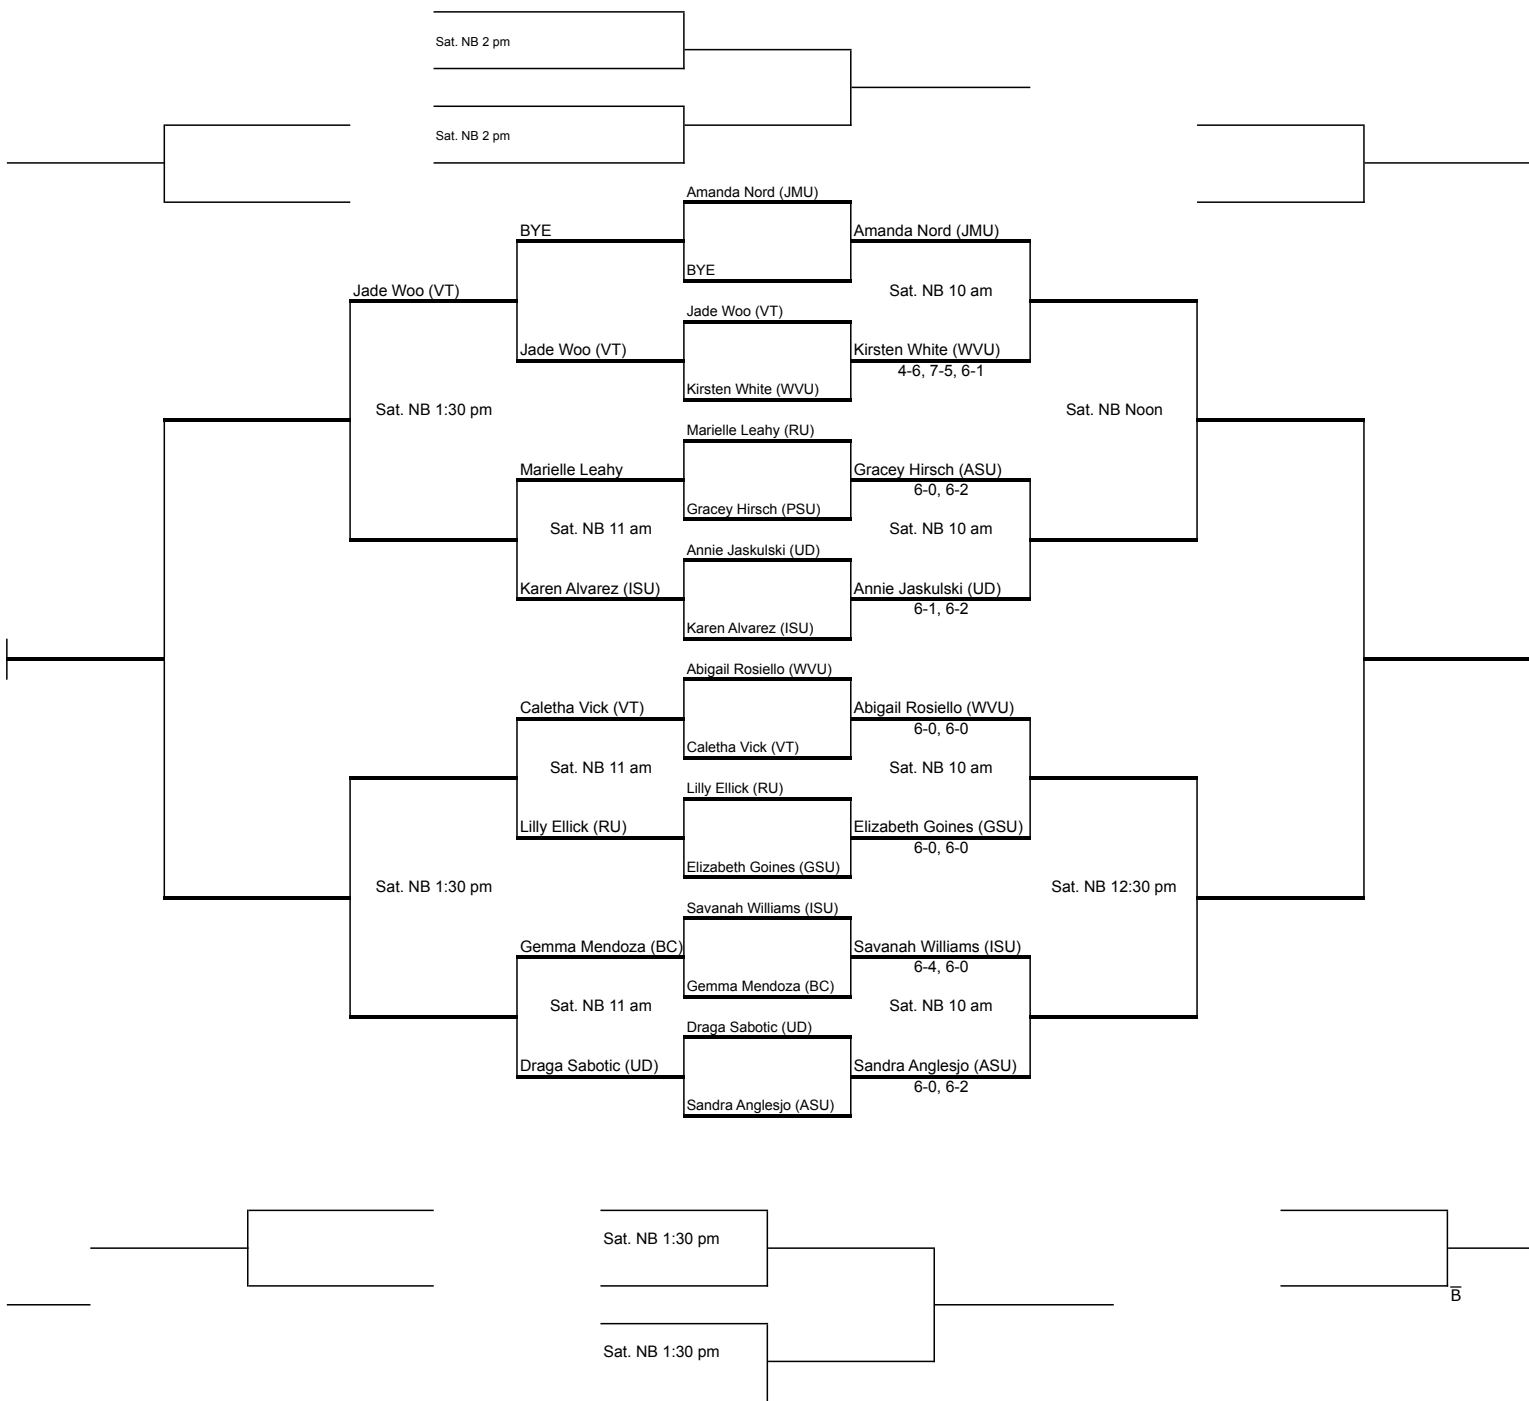 Sat. NB 2 pm
Sat. NB 2 pm
Amanda Nord (JMU)
BYE
Amanda Nord (JMU)
BYE
Sat. NB 10 am
Jade Woo (VT)
Jade Woo (VT)
Jade Woo (VT)
Kirsten White (WVU)
4-6, 7-5, 6-1
Kirsten White (WVU)
Sat. NB 1:30 pm
Sat. NB Noon
Marielle Leahy (RU)
Marielle Leahy
Gracey Hirsch (ASU)
6-0, 6-2
Gracey Hirsch (PSU)
Sat. NB 11 am
Sat. NB 10 am
Annie Jaskulski (UD)
Karen Alvarez (ISU)
Annie Jaskulski (UD)
6-1, 6-2
Karen Alvarez (ISU)
Abigail Rosiello (WVU)
Caletha Vick (VT)
Abigail Rosiello (WVU)
6-0, 6-0
Caletha Vick (VT)
Sat. NB 11 am
Sat. NB 10 am
Lilly Ellick (RU)
Lilly Ellick (RU)
Elizabeth Goines (GSU)
6-0, 6-0
Elizabeth Goines (GSU)
Sat. NB 1:30 pm
Sat. NB 12:30 pm
Savanah Williams (ISU)
Gemma Mendoza (BC)
Savanah Williams (ISU)
6-4, 6-0
Gemma Mendoza (BC)
Sat. NB 11 am
Sat. NB 10 am
Draga Sabotic (UD)
Draga Sabotic (UD)
Sandra Anglesjo (ASU)
6-0, 6-2
Sandra Anglesjo (ASU)
Sat. NB 1:30 pm
B
Sat. NB 1:30 pm